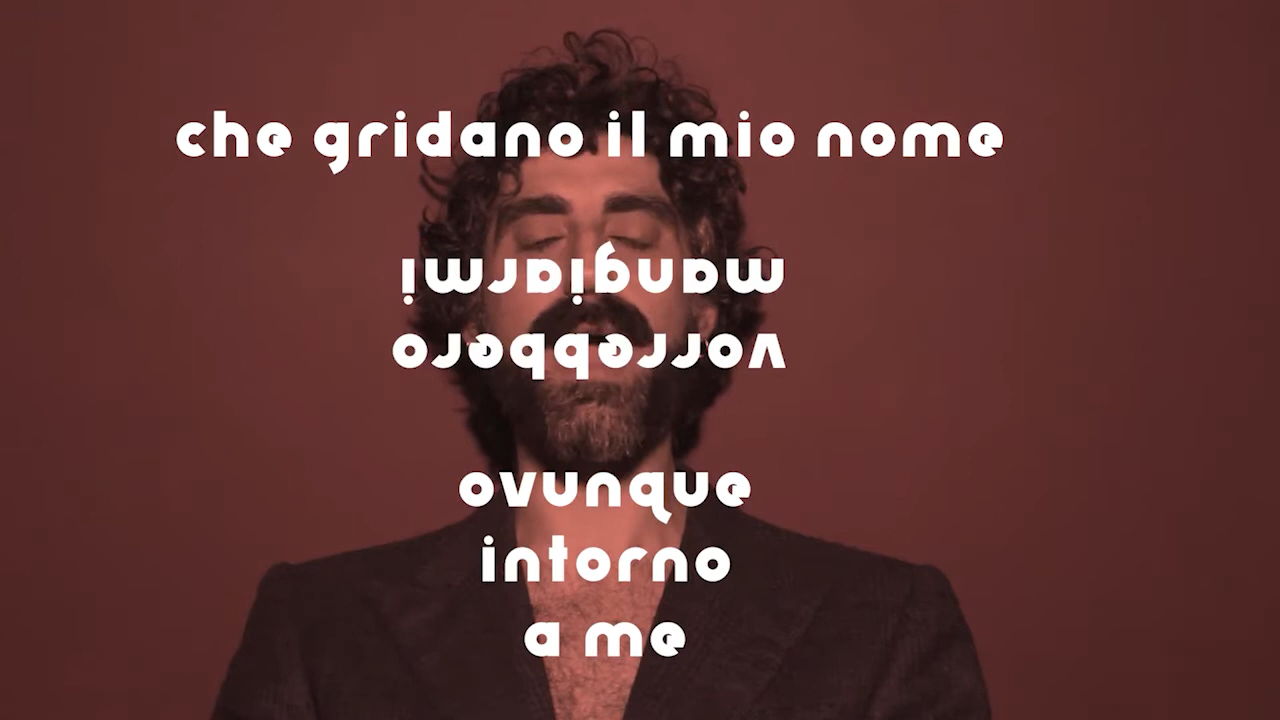 che gridano il mio nome
vorrebbero
mangiarmi
ovunque
intorno
a me